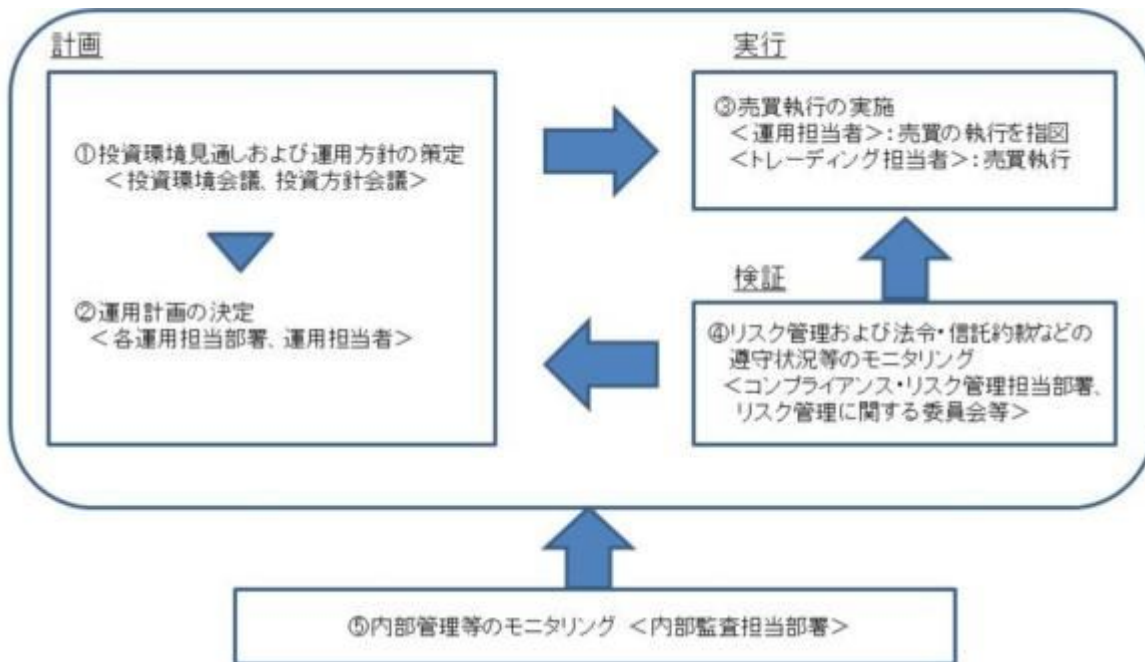 計画
①投資環境見通しおよび運用方針の策定
＜投資環境会議、投資方針会議＞
②運用計画の決定
＜各運用担当部署、運用担当者＞
実行
③売買執行の実施
＜運用担当者＞：売買の執行を指図
＜トレーディング担当者＞：売買執行
検証
④リスク管理および法令・信託約款などの
遵守状況等のモニタリング
＜コンプライアンス・リスク管理担当部署、
リスク管理に関する委員会等＞
⑤内部管理等のモニタリング ＜内部監査担当部署＞